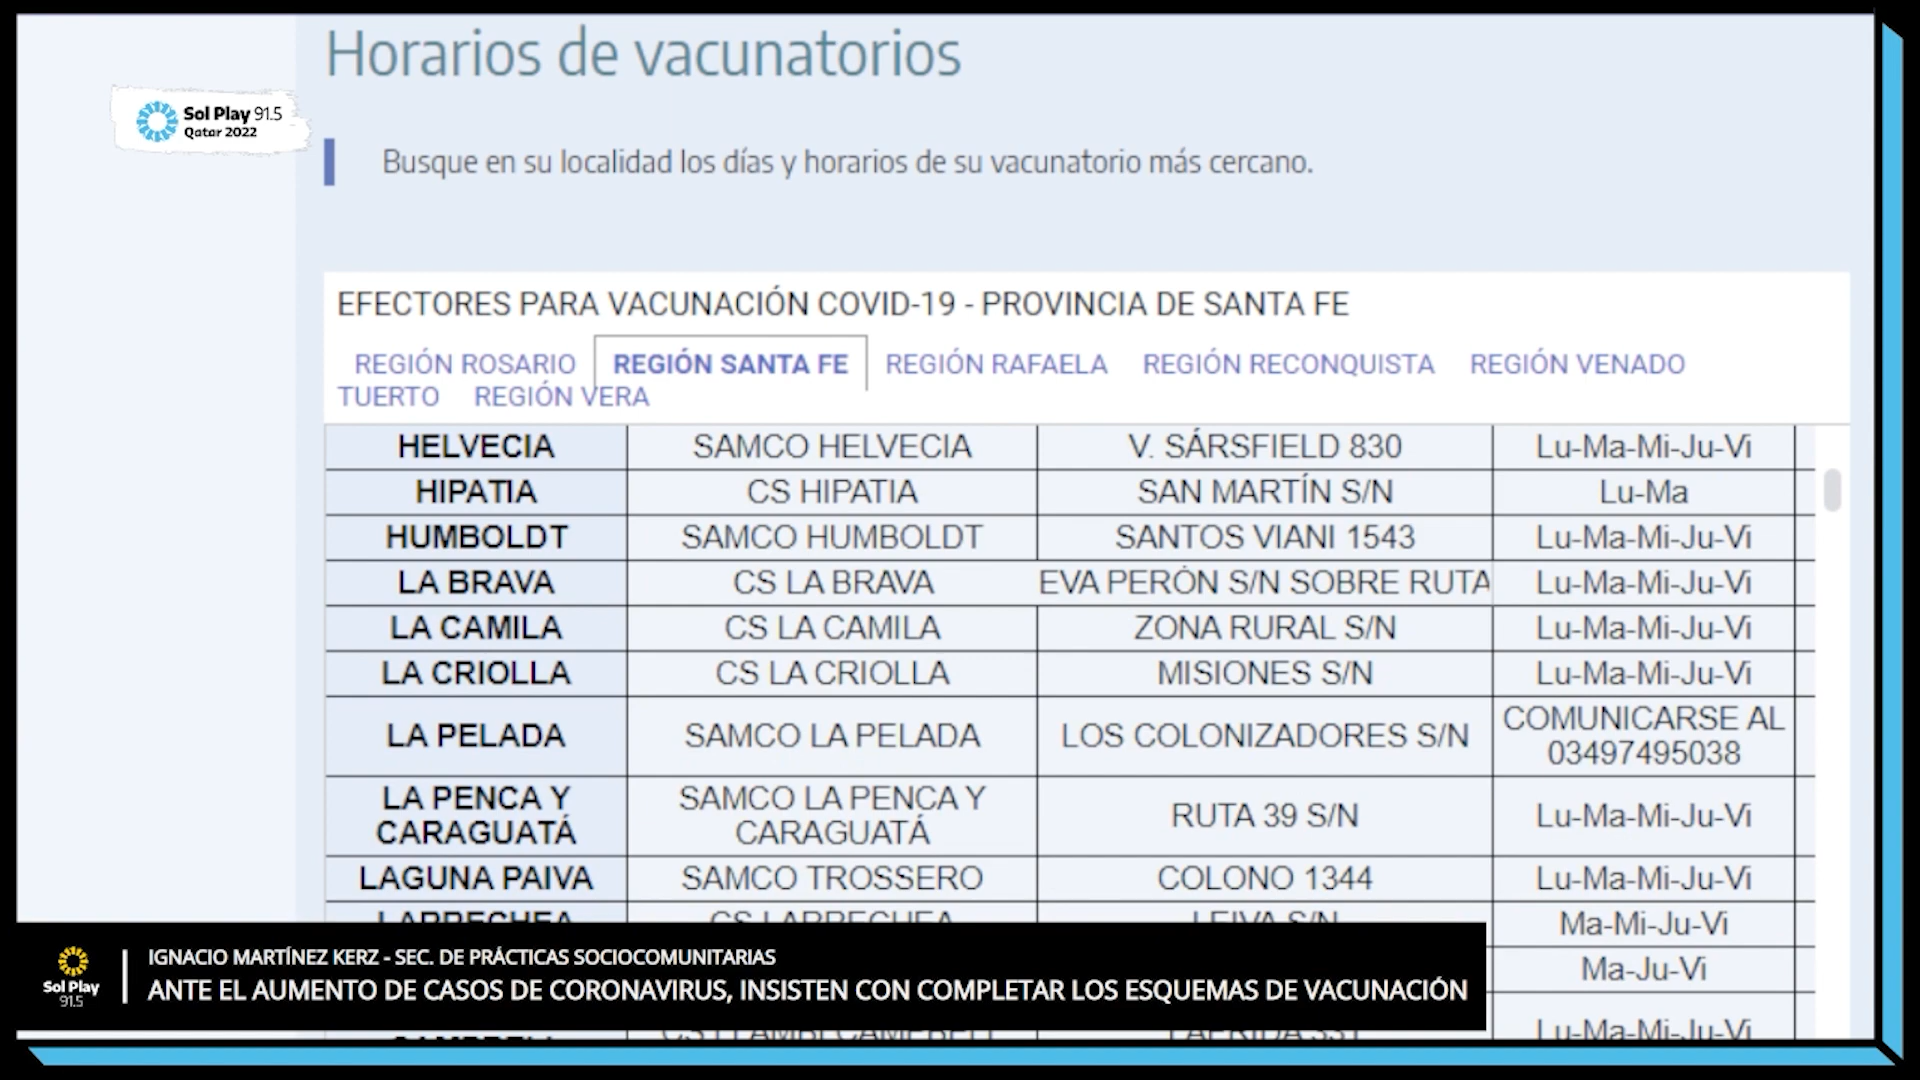 Horarios de vacunatorios
Sol Play 91.5
Qatar 2022
Busque en su localidad los días y horarios de su vacunatorio más cercano.
EFECTORES PARA VACUNACIÓN COVID-19 - PROVINCIA DE SANTA FE
REGIÓN ROSARIO REGIÓN SANTA FE REGIÓN RAFAELA REGIÓN RECONQUISTA REGIÓN VENADO
TUERTO REGIÓN VERA
HELVECIA SAMCO HELVECIA V. SÁRSFIELD 830 Lu-Ma-Mi-Ju-Vi
HIPATIA CS HIPATIA SAN MARTÍN S/N Lu-Ma
HUMBOLDT SAMCO HUMBOLDT SANTOS VIANI 1543 Lu-Ma-Mi-Ju-Vi
LA BRAVA CS LA BRAVA EVA PERÓN S/N SOBRE RUTA Lu-Ma-Mi-Ju-Vi
LA CAMILA CS LA CAMILA ZONA RURAL S/N Lu-Ma-Mi-Ju-Vi
LA CRIOLLA CS LA CRIOLLA MISIONES S/N Lu-Ma-Mi-Ju-Vi
LA PELADA SAMCO LA PELADA LOS COLONIZADORES S/N COMUNICARSE AL
03497495038
LA PENCA Y
CARAGUATÁ
SAMCO LA PENCA Y
CARAGUATÁ
RUTA 39 S/N Lu-Ma-Mi-Ju-Vi
LAGUNA PAIVA SAMCO TROSSERO COLONO 1344 Lu-Ma-Mi-Ju-Vi
LARRECHEA CS LARRECHEA LEIVA S/N Ma-Mi-Ju-Vi
Ma-Ju-Vi
Lu-Ma-Mi-Ju-Vi
Sol Play
91.5
IGNACIO MARTÍNEZ KERZ - SEC. DE PRÁCTICAS SOCIOCOMUNITARIAS
ANTE EL AUMENTO DE CASOS DE CORONAVIRUS, INSISTEN CON COMPLETAR LOS ESQUEMAS DE VACUNACIÓN